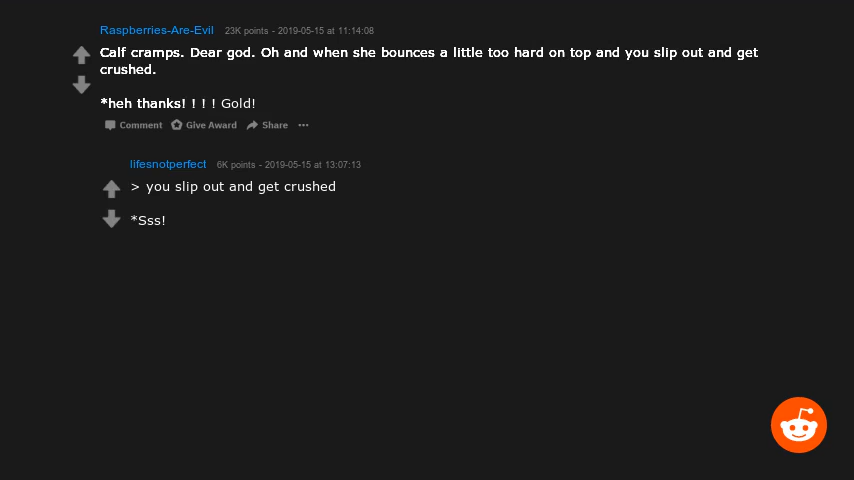 Raspberries-Are-Evil 23K points - 2019-05-15 at 11:14:08
Calf cramps. Dear god. Oh and when she bounces a little too hard on top and you slip out and get
crushed.
*heh thanks! ! ! ! Gold!
Comment Give Award Share ···
lifesnotperfect 6K points - 2019-05-15 at 13:07:13
> you slip out and get crushed
*Sss!